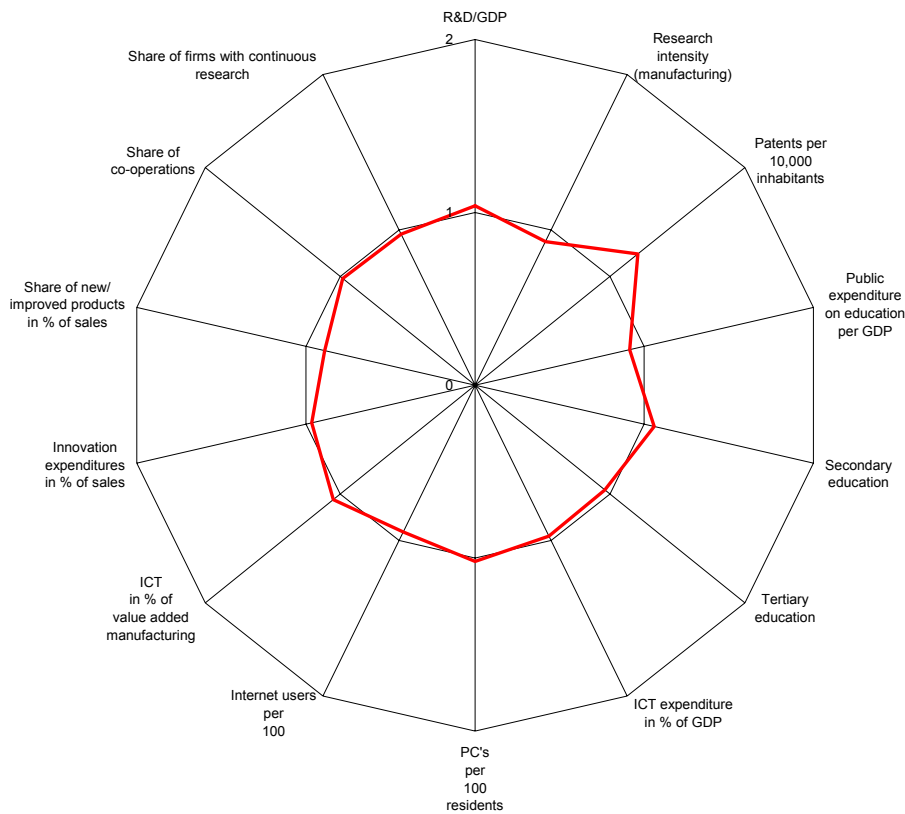 R&D/GDP
2
Research
intensity
(manufacturing)
Patents per
10,000
inhabitants
Public
expenditure
on education
per GDP
Secondary
education
Tertiary
education
ICT expenditure
in % of GDP
PC's
per
100
residents
Internet users
per
100
ICT
in % of
value added
manufacturing
Innovation
expenditures
in % of sales
Share of new/
improved products
in % of sales
Share of
co-operations
Share of firms with continuous
research
1
0